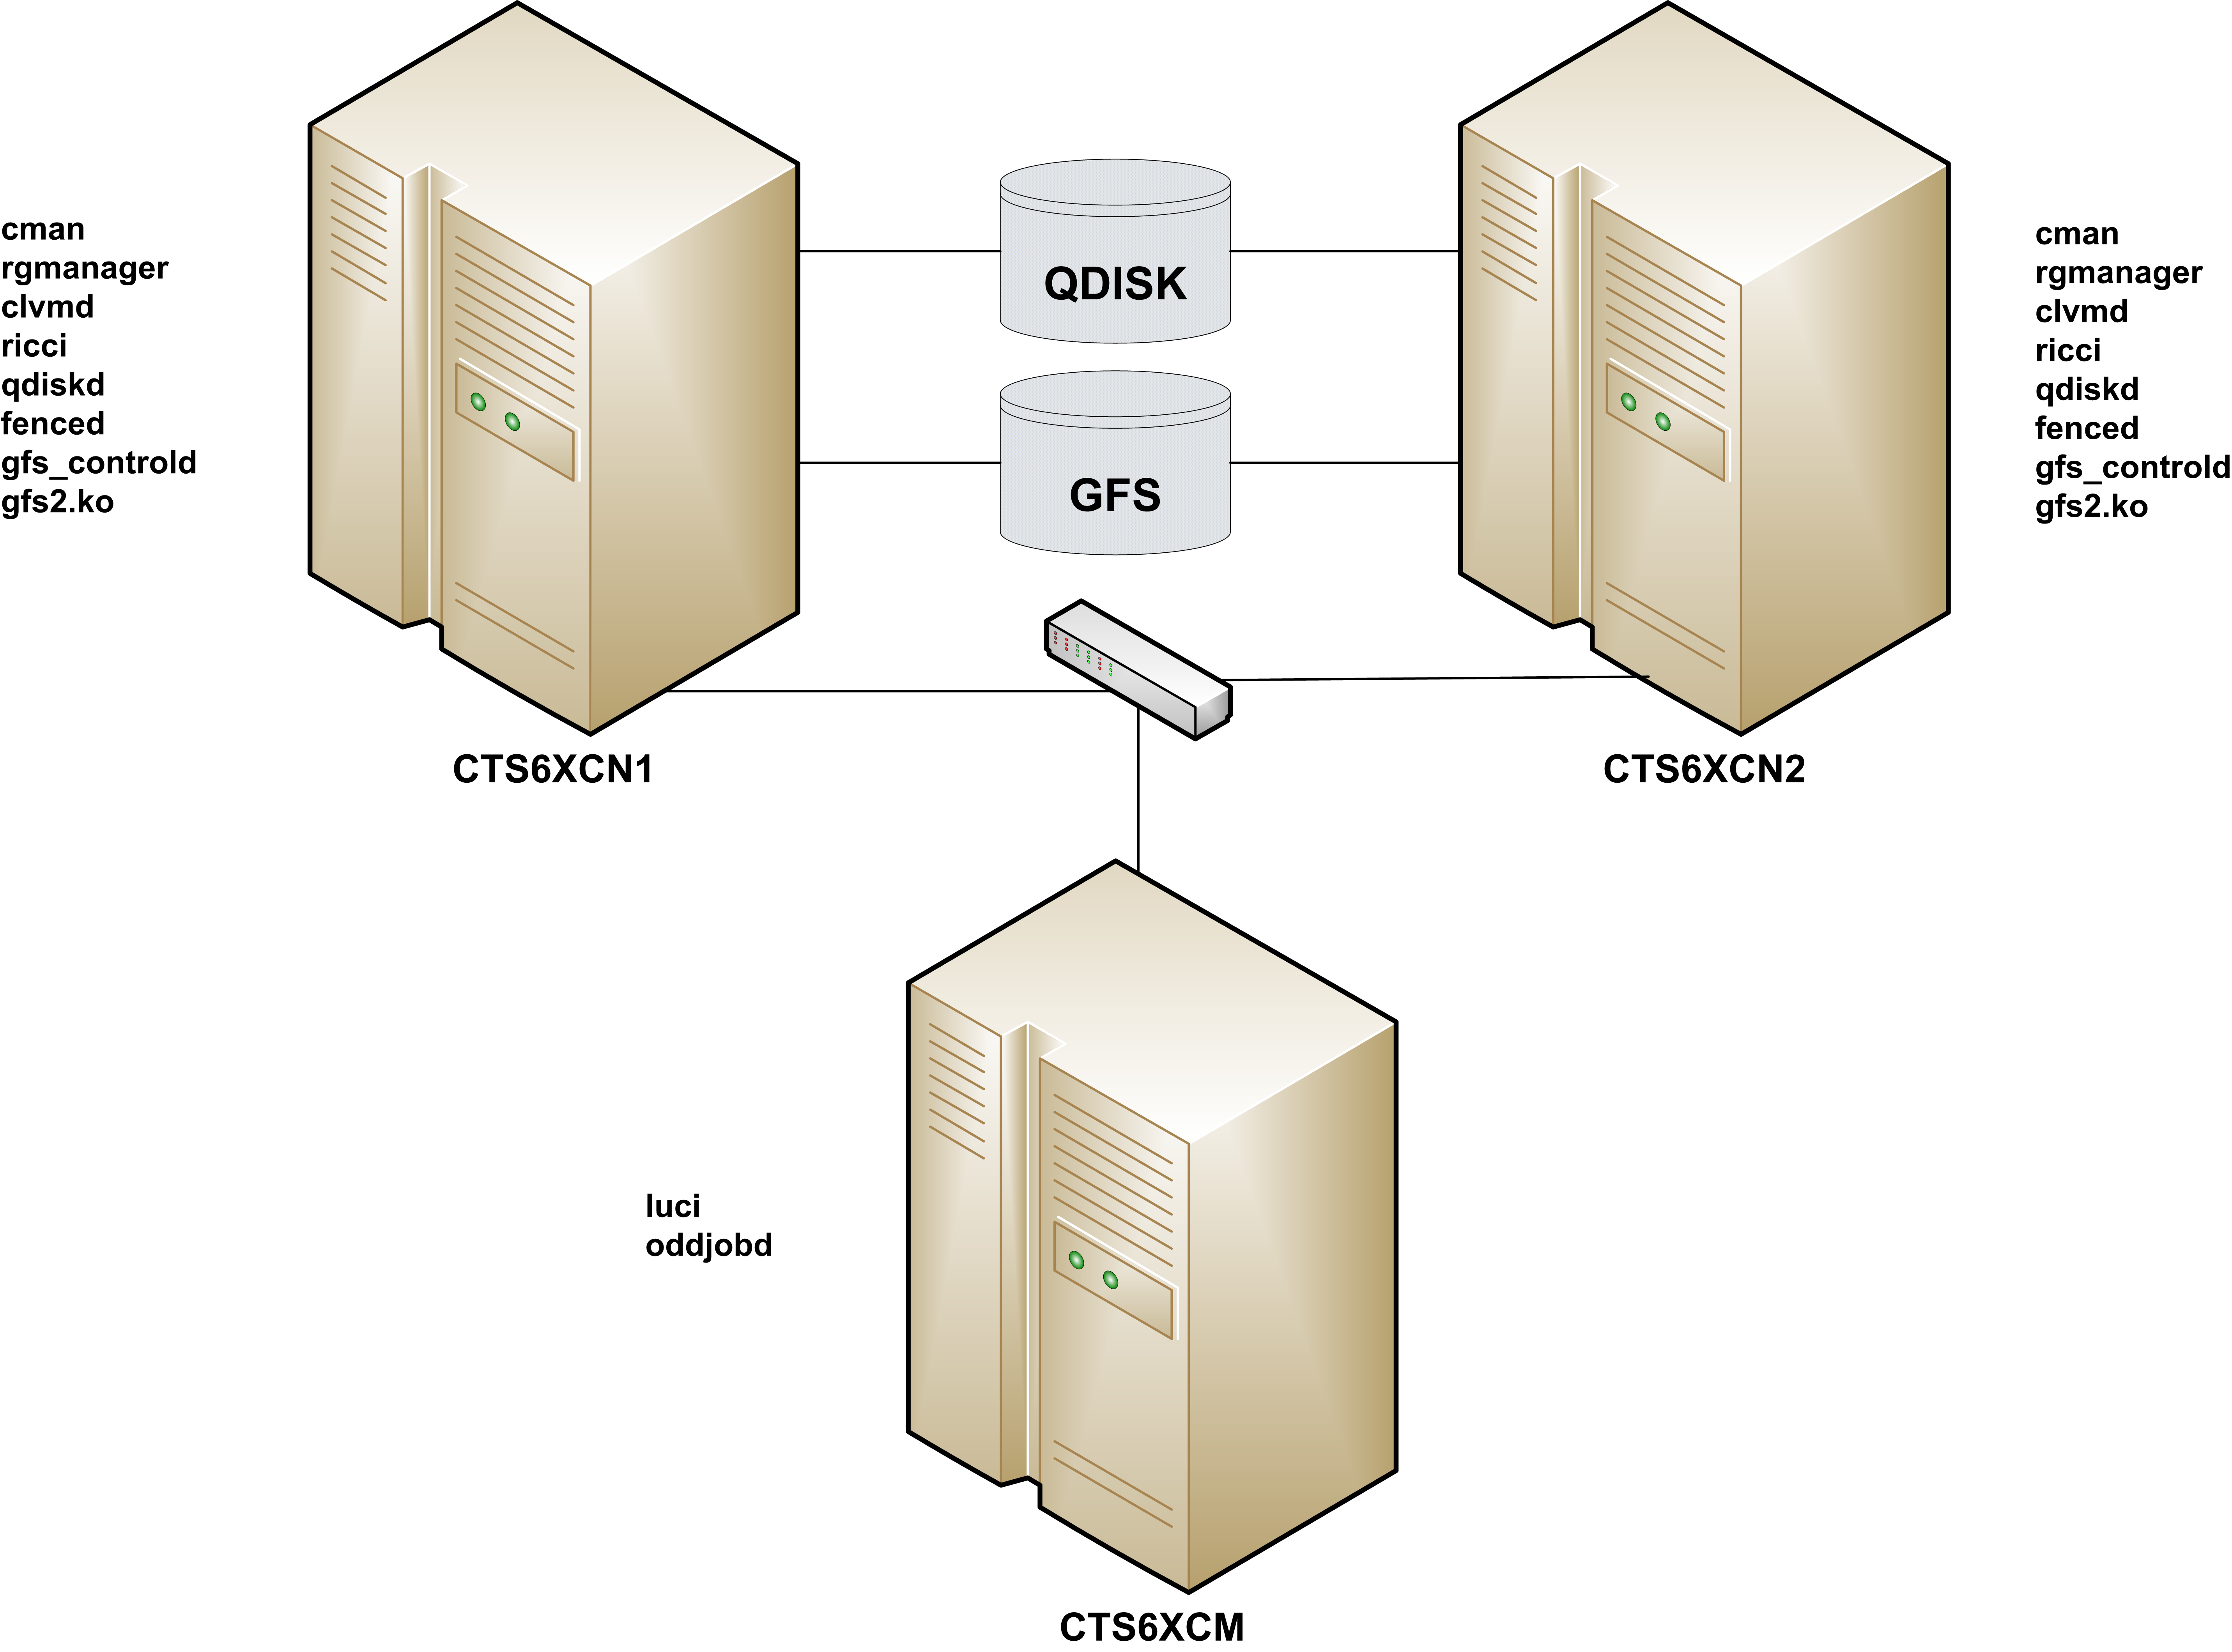 cman
rgmanager
clvmd
ricci
qdiskd
fenced
gfs_controld
gfs2.ko
QDISK
GFS
cman
rgmanager
clvmd
ricci
qdiskd
fenced
gfs_controld
gfs2.ko
CTS6XCN1
CTS6XCN2
luci
oddjobd
CTS6XCM